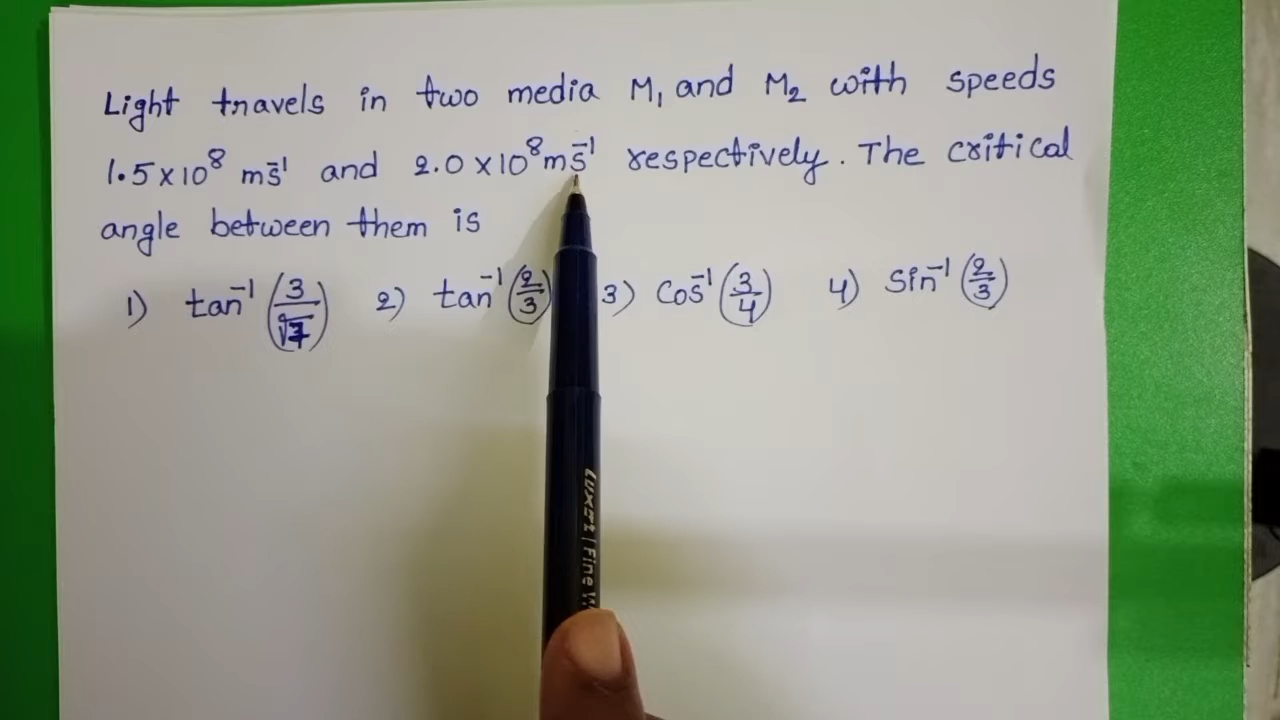 Light travels in two media M₁ and M₂ with speeds
1.5×10⁸ ms⁻¹ and 2.0×10⁸ ms⁻¹ respectively. The critical
angle between them is
1) tan⁻¹(3/√7) 2) tan⁻¹(2/3) 3) Cos⁻¹(3/4) 4) Sin⁻¹(2/3)
Luxor | Fine W